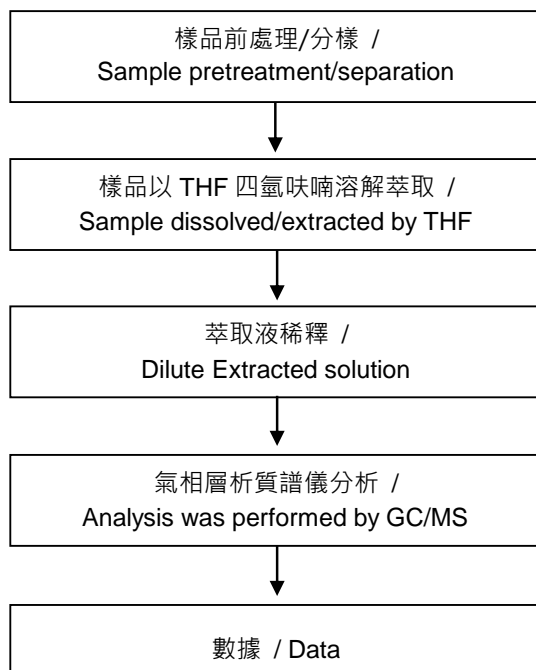 樣品前處理/分樣 /
Sample pretreatment/separation
樣品以 THF 四氫呋喃溶解萃取 /
Sample dissolved/extracted by THF
萃取液稀釋 /
Dilute Extracted solution
氣相層析質譜儀分析 /
Analysis was performed by GC/MS
數據 / Data